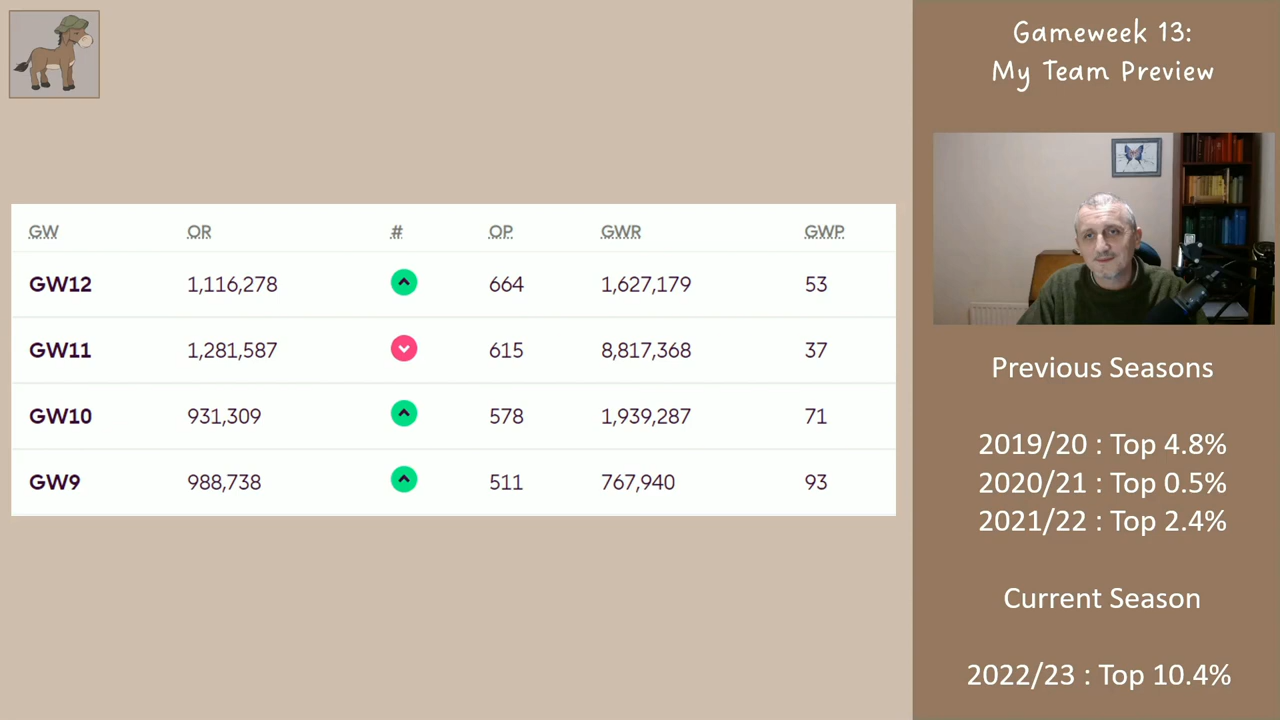 Gameweek 13:
My Team Preview
GW OR # OP GWR GWP
GW12 1,116,278 664 1,627,179 53
GW11 1,281,587 615 8,817,368 37
GW10 931,309 578 1,939,287 71
GW9 988,738 511 767,940 93
Previous Seasons
2019/20 : Top 4.8%
2020/21 : Top 0.5%
2021/22 : Top 2.4%
Current Season
2022/23 : Top 10.4%